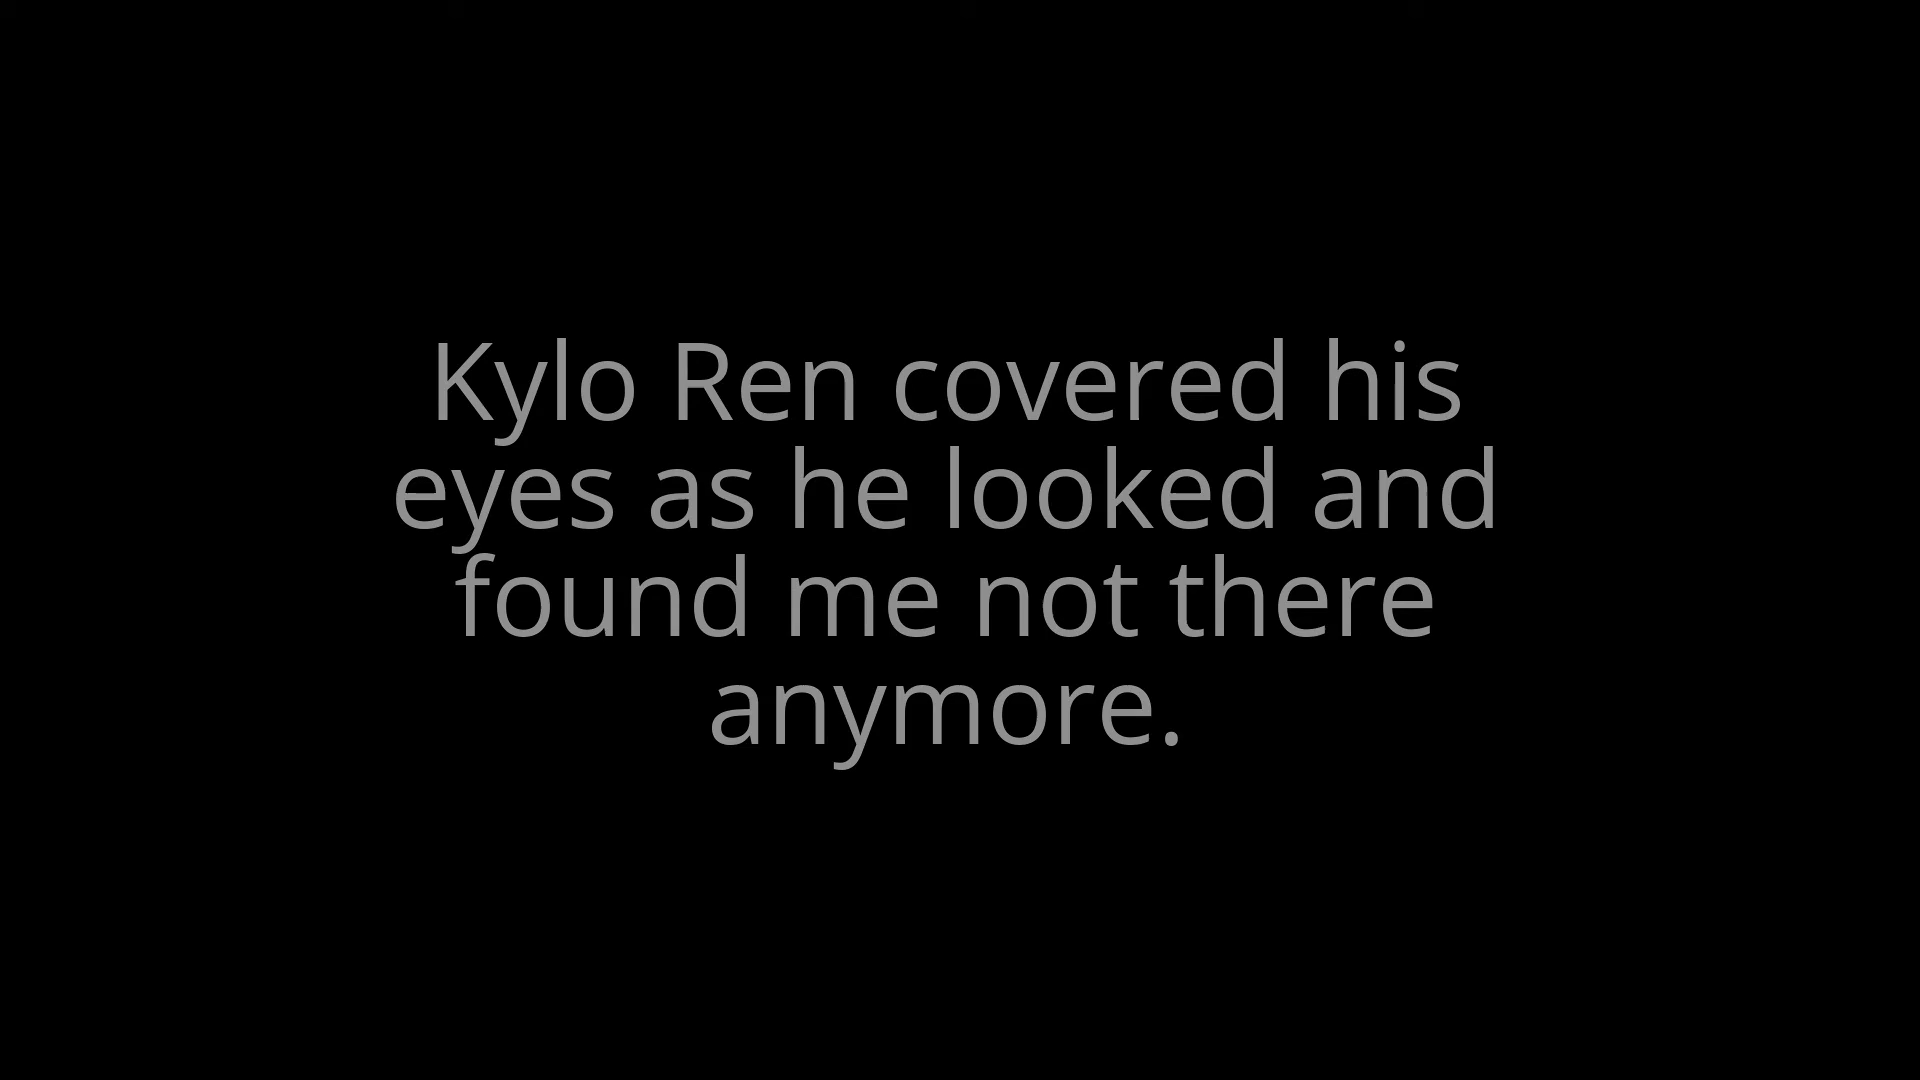 Kylo Ren covered his
eyes as he looked and
found me not there
anymore.